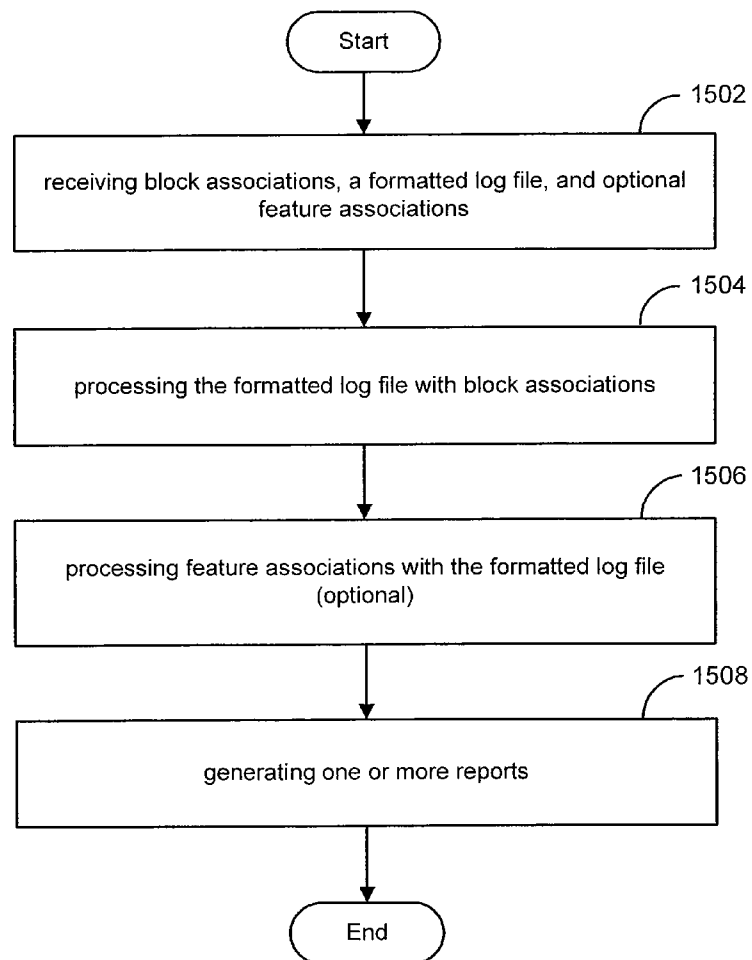 Start
1502
receiving block associations, a formatted log file, and optional
feature associations
1504
processing the formatted log file with block associations
1506
processing feature associations with the formatted log file
(optional)
1508
generating one or more reports
End